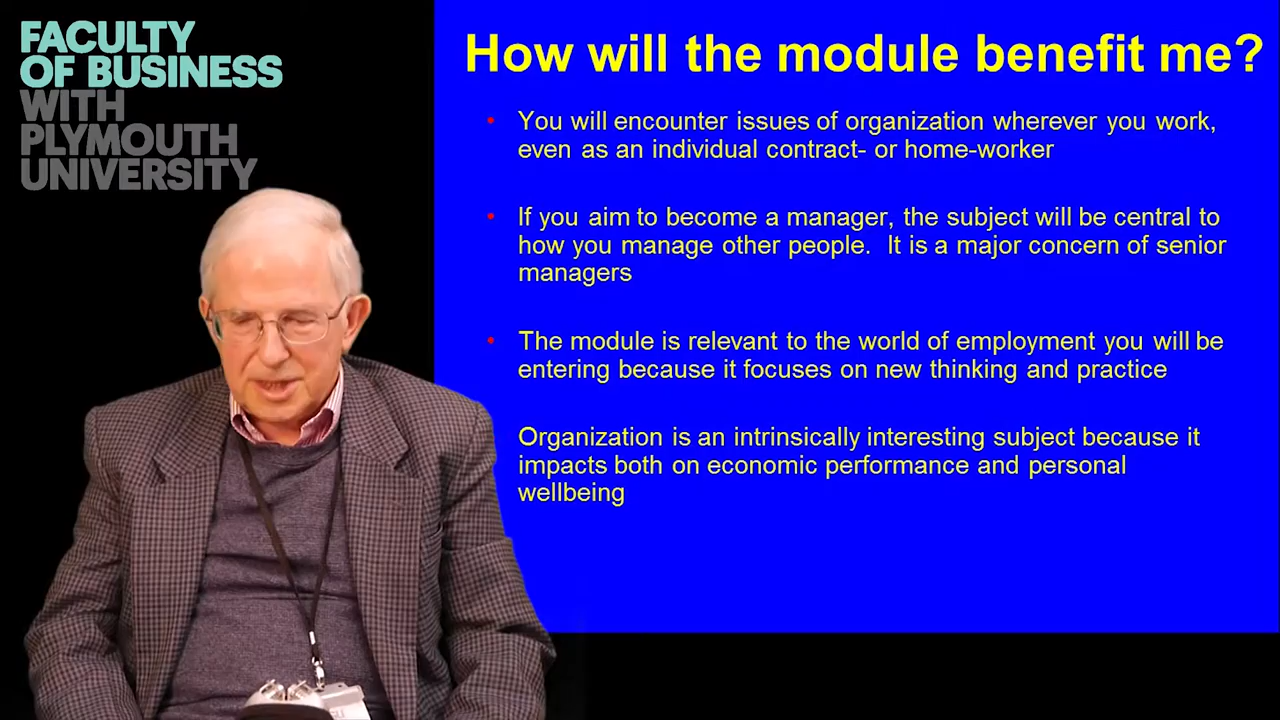 FACULTY
OF BUSINESS
WITH
PLYMOUTH
UNIVERSITY
How will the module benefit me?
• You will encounter issues of organization wherever you work,
even as an individual contract- or home-worker
• If you aim to become a manager, the subject will be central to
how you manage other people.  It is a major concern of senior
managers
• The module is relevant to the world of employment you will be
entering because it focuses on new thinking and practice
Organization is an intrinsically interesting subject because it
impacts both on economic performance and personal
wellbeing